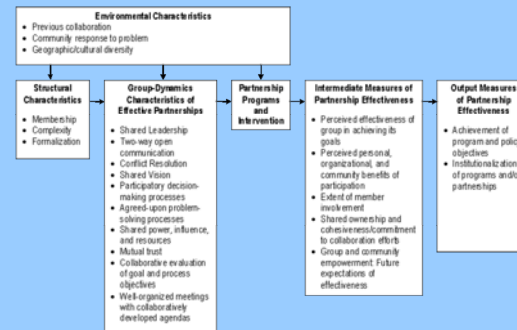 Environmental Characteristics
• Previous collaboration
• Community response to problem
• Geographic/cultural diversity
Structural
Characteristics
• Membership
• Complexity
• Formalization
Group-Dynamics
Characteristics of
Effective Partnerships
• Shared Leadership
• Two-way open
communication
• Conflict Resolution
• Shared Vision
• Participatory decision-
making processes
• Agreed-upon problem-
solving processes
• Shared power, influence,
and resources
• Mutual trust
• Collaborative evaluation
of goal and process
objectives
• Well-organized meetings
with collaboratively
developed agendas
Partnership
Programs
and
Intervention
Intermediate Measures of
Partnership Effectiveness
• Perceived effectiveness of
group in achieving its
goals
• Perceived personal,
organizational, and
community benefits of
participation
• Extent of member
involvement
• Shared ownership and
cohesiveness/commitment
to collaboration efforts
• Group and community
empowerment: Future
expectations of
effectiveness
Output Measures
of Partnership
Effectiveness
• Achievement of
program and polic
objectives
• Institutionalization
of programs and/o
partnerships